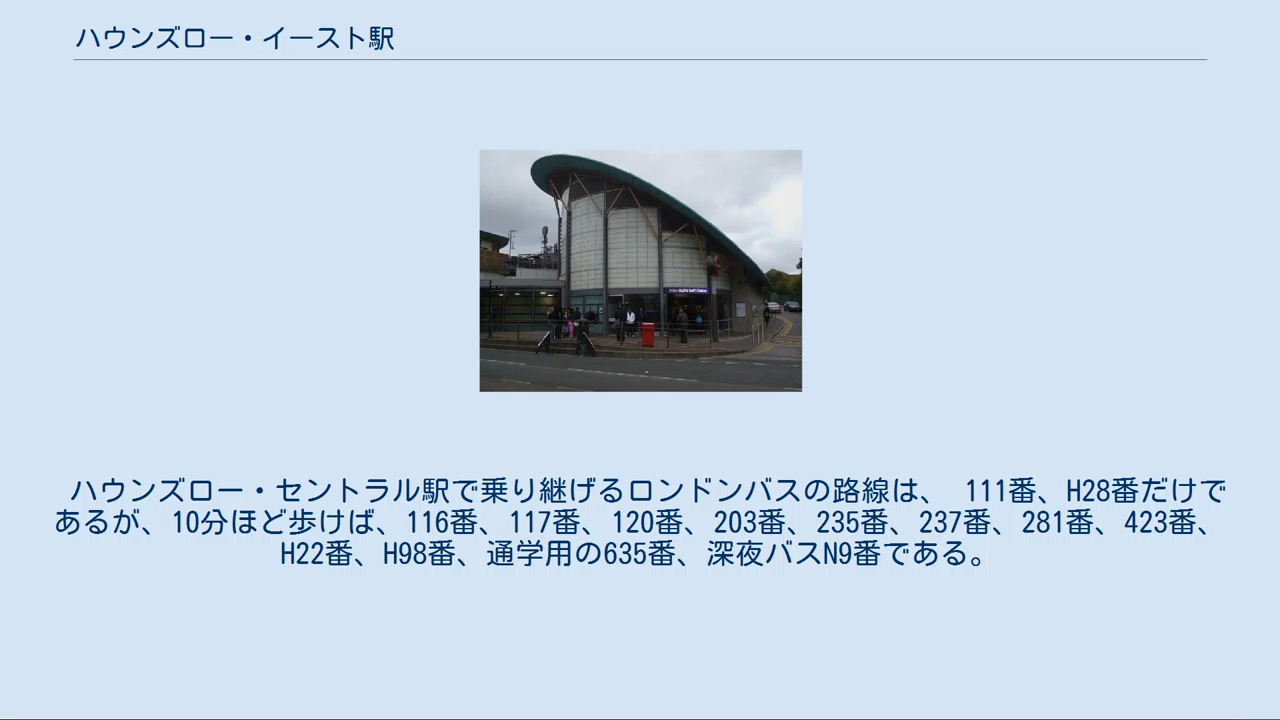 ハウンズロー・イースト駅
ハウンズロー・セントラル駅で乗り継げるロンドンバスの路線は、 111番、H28番だけで
あるが、10分ほど歩けば、116番、117番、120番、203番、235番、237番、281番、423番、
H22番、H98番、通学用の635番、深夜バスN9番である。